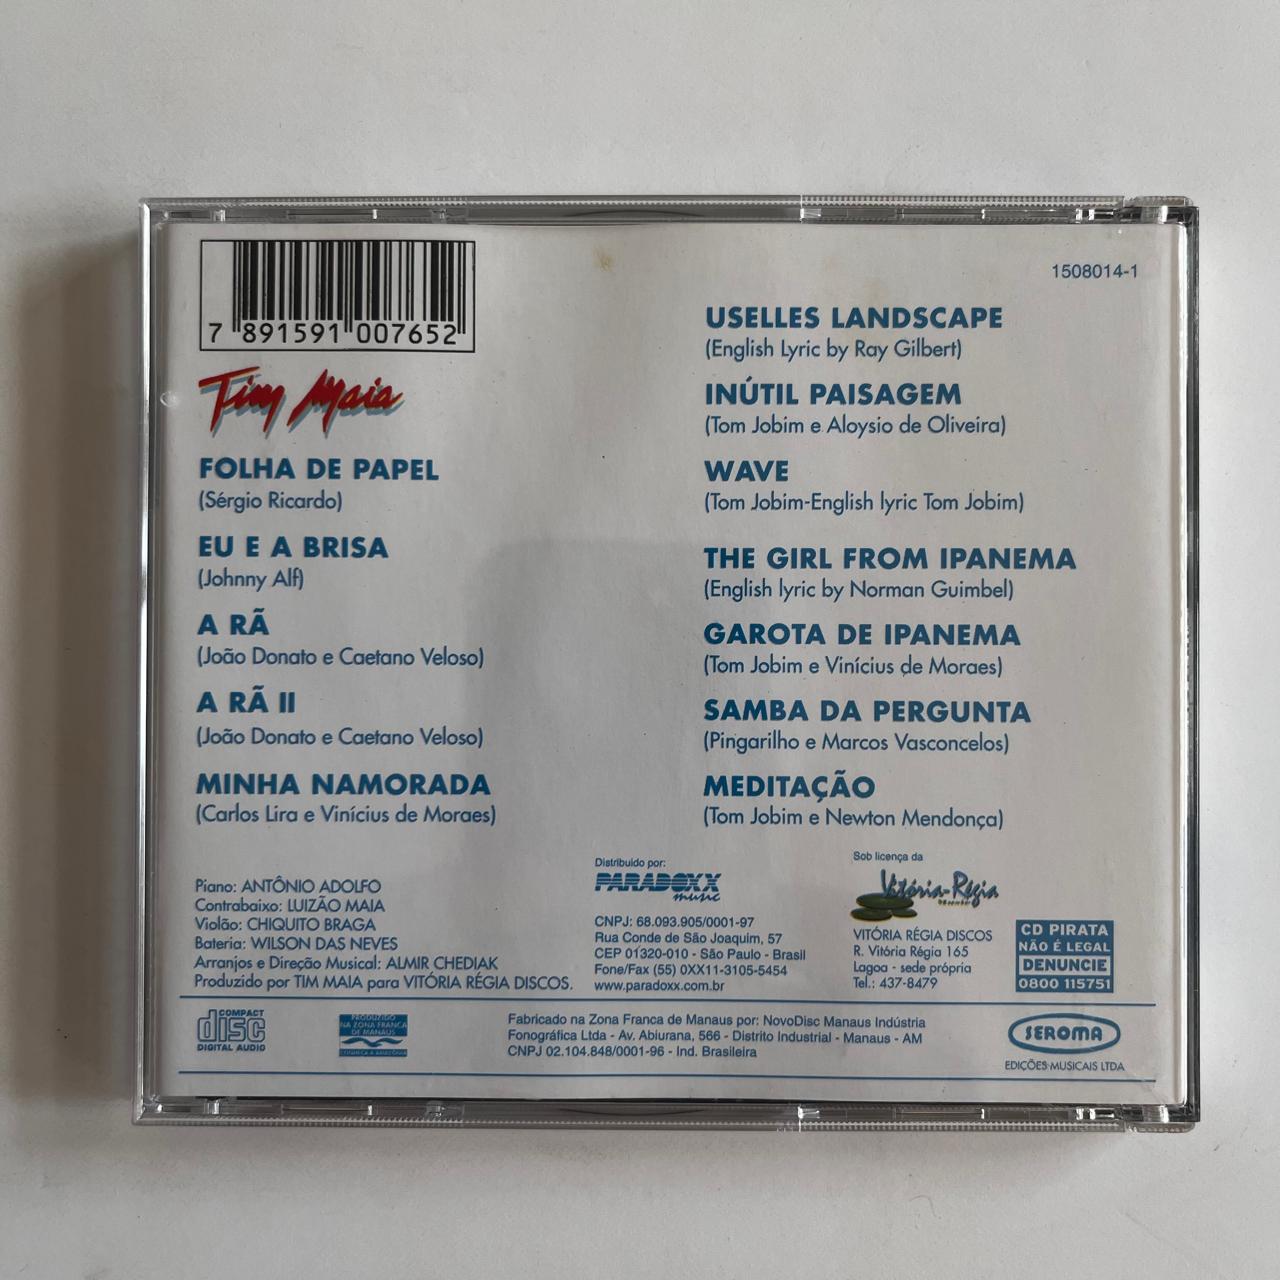 7 891591 007652
Tim Maia
FOLHA DE PAPEL
(Sérgio Ricardo)
EU E A BRISA
(Johnny Alf)
A RÃ
(João Donato e Caetano Veloso)
A RÃ II
(João Donato e Caetano Veloso)
MINHA NAMORADA
(Carlos Lira e Vinícius de Moraes)
1508014-1
USELLES LANDSCAPE
(English Lyric by Ray Gilbert)
INÚTIL PAISAGEM
(Tom Jobim e Aloysio de Oliveira)
WAVE
(Tom Jobim-English lyric Tom Jobim)
THE GIRL FROM IPANEMA
(English lyric by Norman Guimbel)
GAROTA DE IPANEMA
(Tom Jobim e Vinícius de Moraes)
SAMBA DA PERGUNTA
(Pingarilho e Marcos Vasconcelos)
MEDITAÇÃO
(Tom Jobim e Newton Mendonça)
Piano: ANTÔNIO ADOLFO
Contrabaixo: LUIZÃO MAIA
Violão: CHIQUITO BRAGA
Bateria: WILSON DAS NEVES
Arranjos e Direção Musical: ALMIR CHEDIAK
Produzido por TIM MAIA para VITÓRIA RÉGIA DISCOS.
Distribuido por:
PARADOXX
music
CNPJ: 68.093.905/0001-97
Rua Conde de São Joaquim, 57
CEP 01320-010 - São Paulo - Brasil
Fone/Fax (55) 0XX11-3105-5454
www.paradoxx.com.br
Sob licença da
Vitória-Régia
VITÓRIA RÉGIA DISCOS
R. Vitória Régia 165
Lagoa - sede própria
Tel.: 437-8479
CD PIRATA
NÃO É LEGAL
DENUNCIE
0800 115751
COMPACT
disc
DIGITAL AUDIO
PRODUZIDO
NA ZONA FRANCA
DE MANAUS
CONHEÇA A AMAZÔNIA
Fabricado na Zona Franca de Manaus por: NovoDisc Manaus Indústria
Fonográfica Ltda - Av. Abiurana, 566 - Distrito Industrial - Manaus - AM
CNPJ 02.104.848/0001-96 - Ind. Brasileira
SEROMA
EDIÇÕES MUSICAIS LTDA